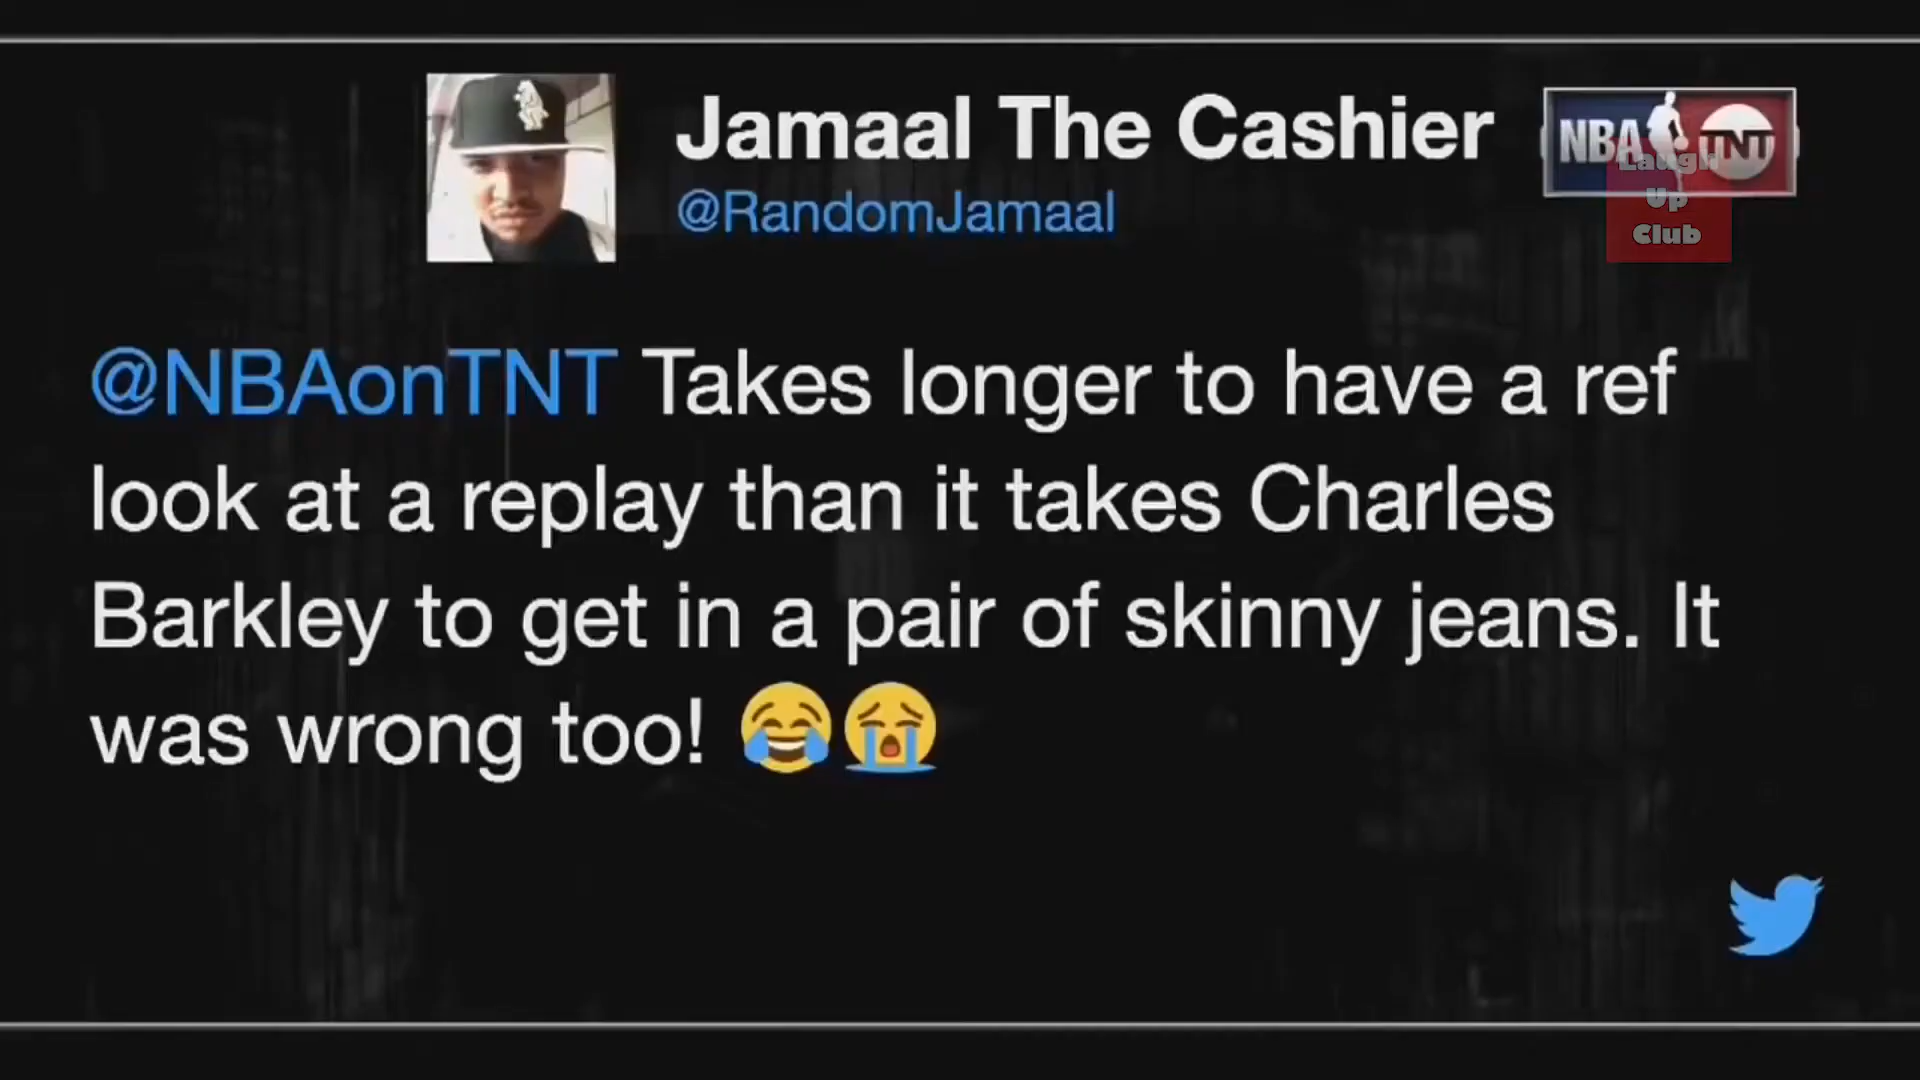 Jamaal The Cashier
@RandomJamaal
NBA TNT
Laugh
Up
Club
@NBAonTNT Takes longer to have a ref
look at a replay than it takes Charles
Barkley to get in a pair of skinny jeans. It
was wrong too! 😂😭